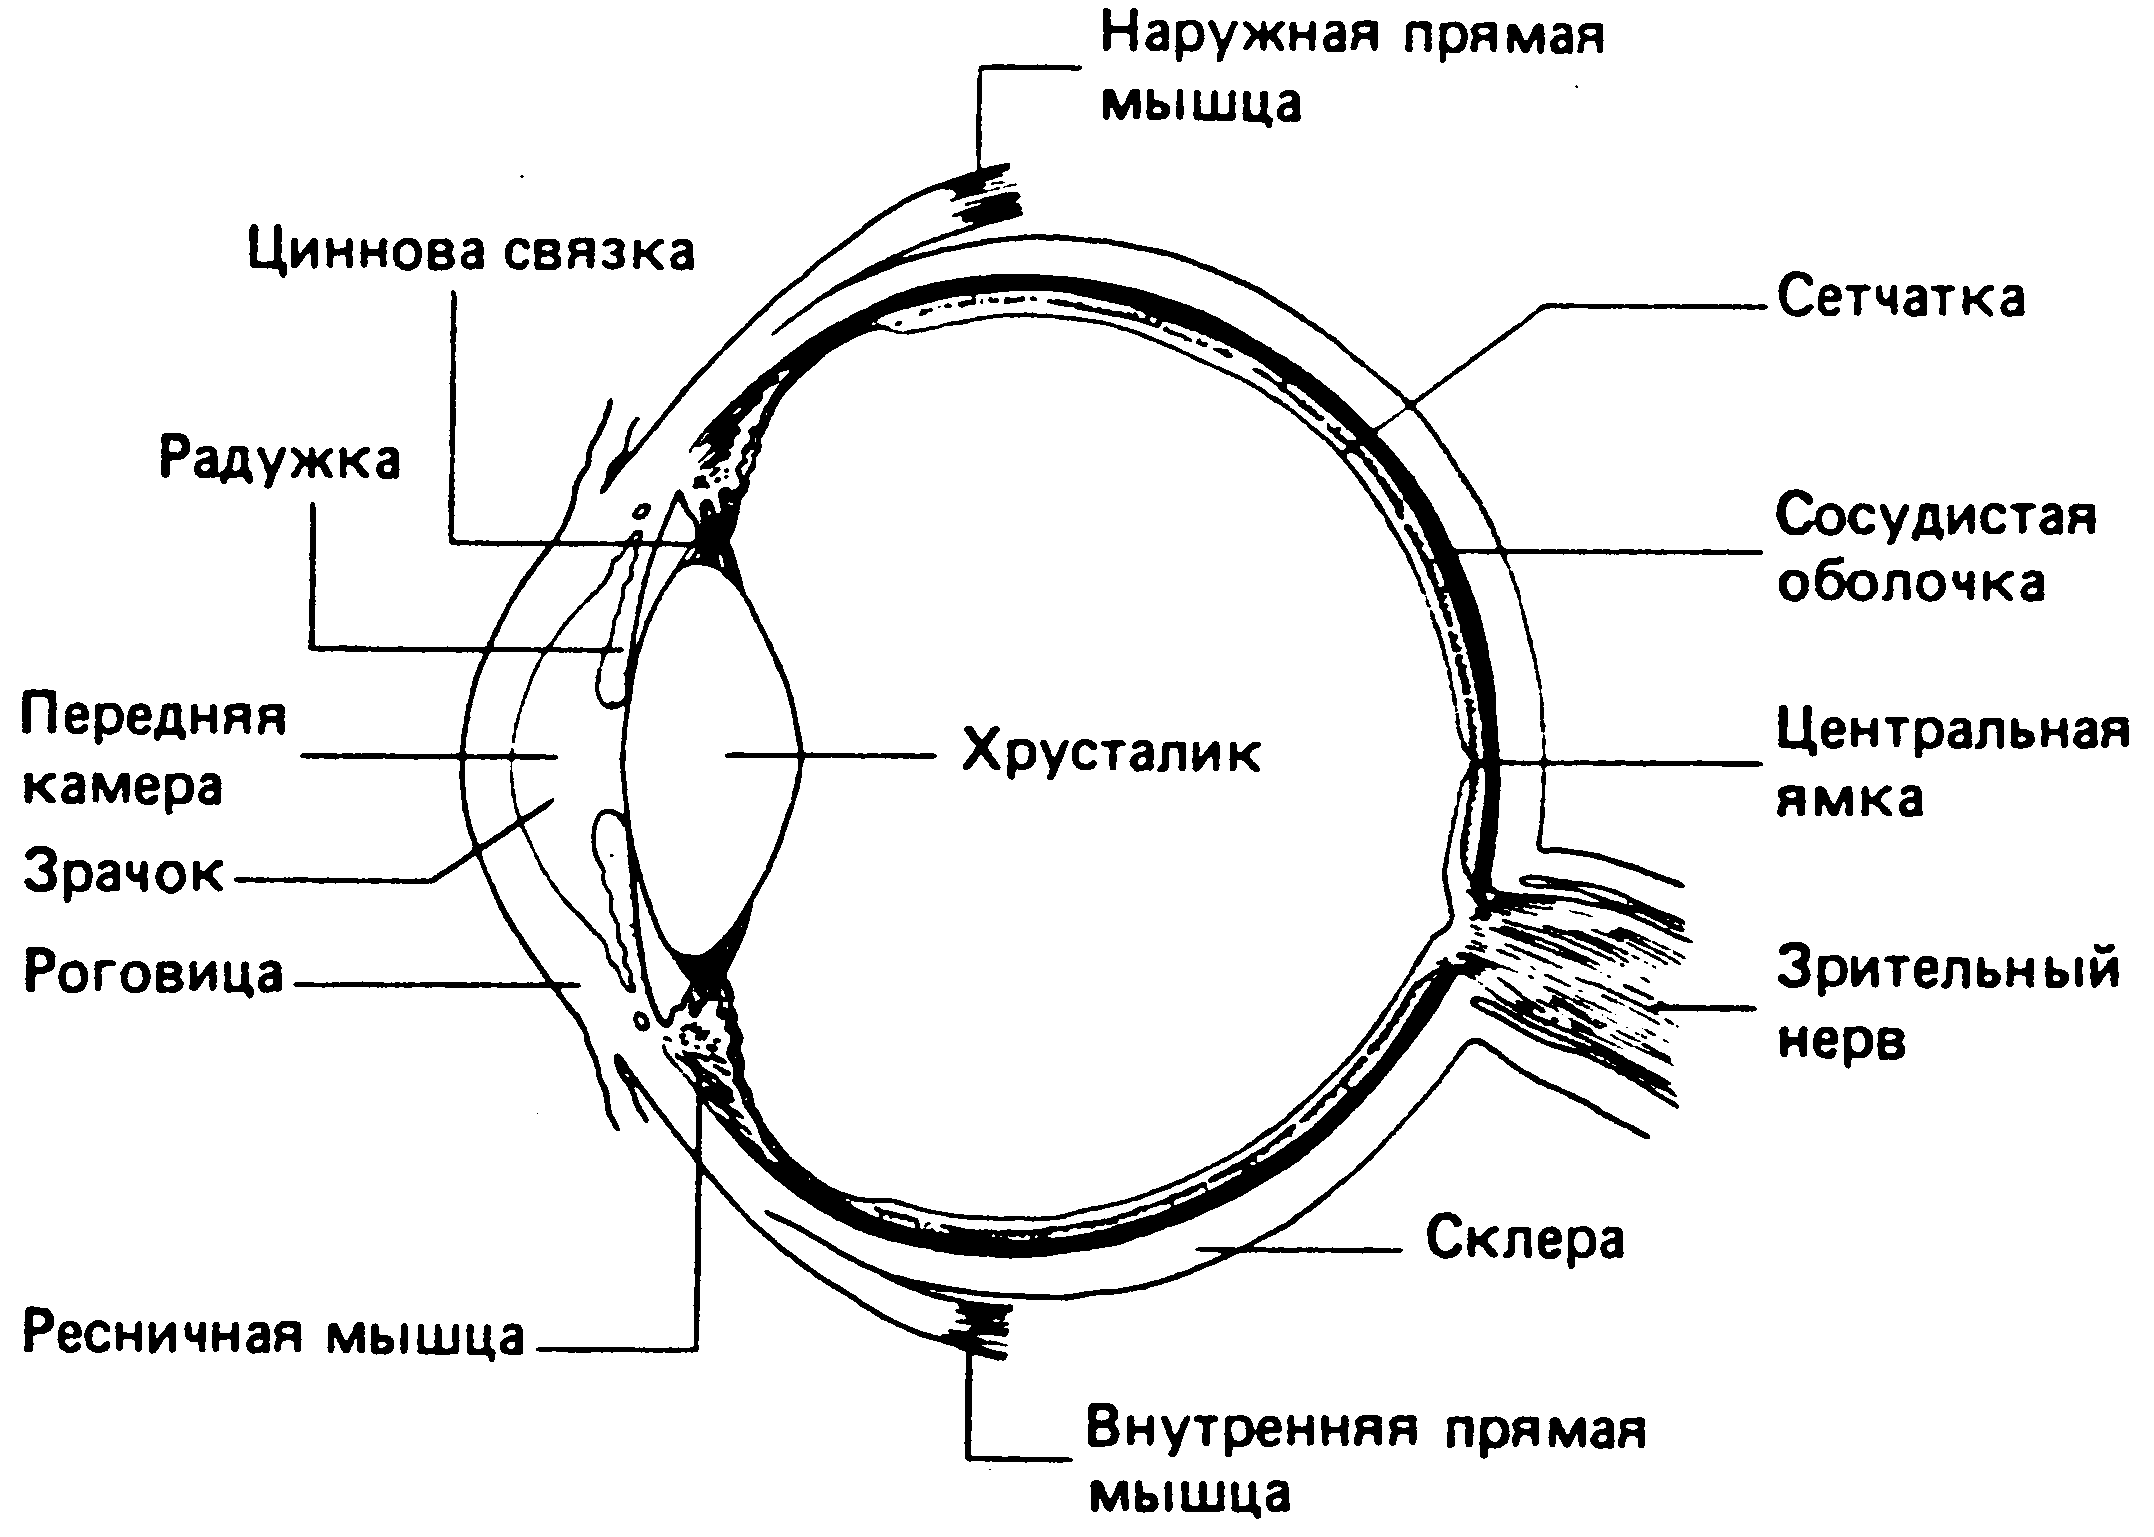 Наружная прямая
мышца
Циннова связка
Сетчатка
Радужка
Сосудистая
оболочка
Передняя
камера
Хрусталик
Центральная
ямка
Зрачок
Роговица
Зрительный
нерв
Склера
Ресничная мышца
Внутренняя прямая
мышца